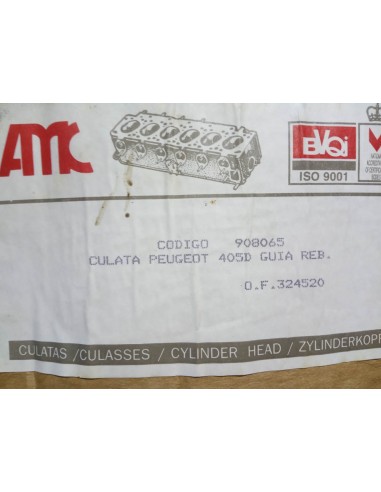 AMC
BVQi
ISO 9001
CODIGO 908065
CULATA PEUGEOT 405D GUIA REB.
O.F.324520
CULATAS /CULASSES / CYLINDER HEAD / ZYLINDERKOPF